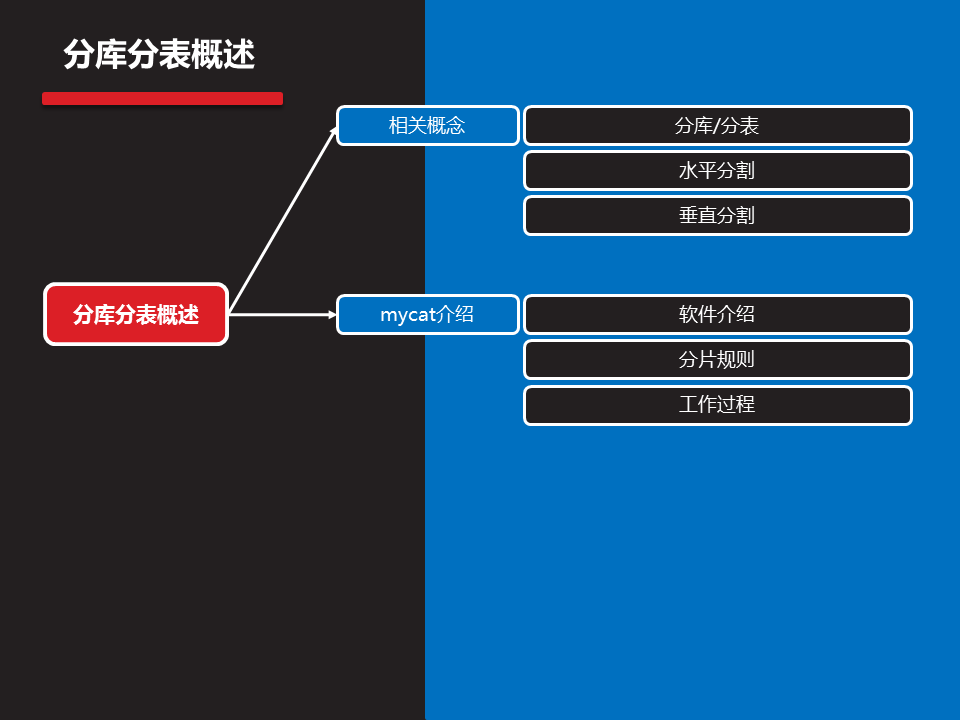 分库分表概述
相关概念
分库/分表
水平分割
垂直分割
分库分表概述
mycat介绍
软件介绍
分片规则
工作过程